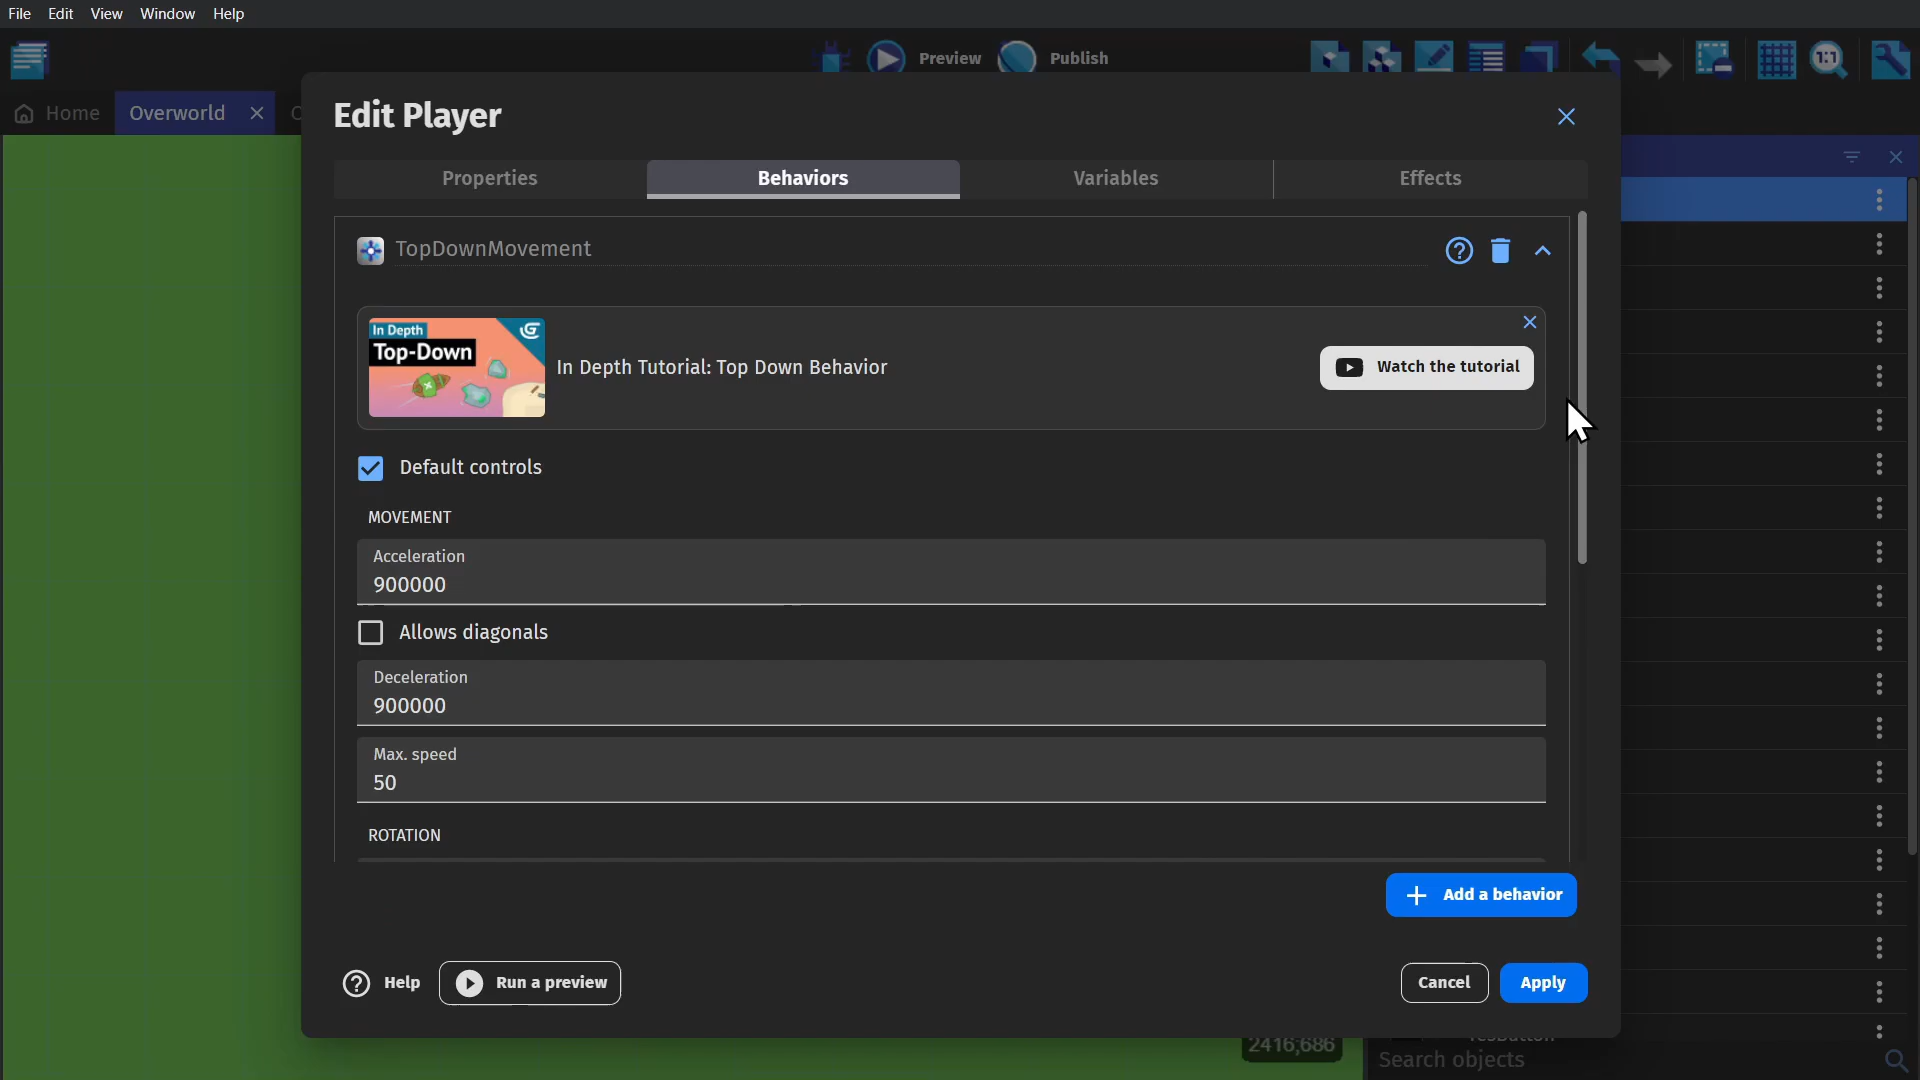 File Edit View Window Help
Preview Publish
Home Overworld
Edit Player
Properties Behaviors Variables Effects
TopDownMovement
In Depth
Top-Down
In Depth Tutorial: Top Down Behavior
Watch the tutorial
Default controls
MOVEMENT
Acceleration
900000
Allows diagonals
Deceleration
900000
Max. speed
50
ROTATION
Add a behavior
Help Run a preview Cancel Apply
2416;686
Search objects
1:1